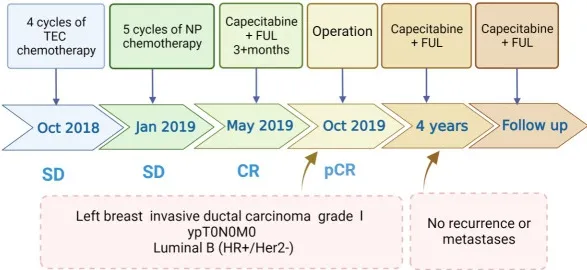 4 cycles of
TEC
chemotherapy
5 cycles of NP
chemotherapy
Capecitabine
+ FUL
3+months
Operation
Capecitabine
+ FUL
Capecitabine
+ FUL
Oct 2018
Jan 2019
May 2019
Oct 2019
4 years
Follow up
SD
SD
CR
pCR
Left breast invasive ductal carcinoma grade I
ypT0N0M0
Luminal B (HR+/Her2-)
No recurrence or
metastases